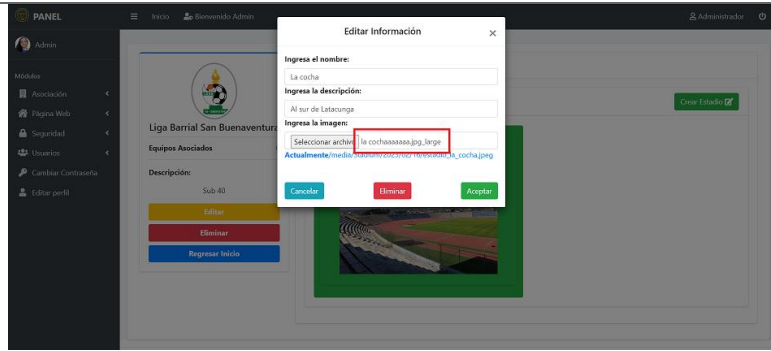 PANEL
Inicio
Bienvenido Admin
Administrador
Admin
Módulos
Asociación
Página Web
Seguridad
Usuarios
Cambiar Contraseña
Editar perfil
Liga Barrial San Buenaventura
Equipos Asociados
Descripción:
Sub 40
Editar
Eliminar
Regresar Inicio
Crear Estadio
Editar Información
×
Ingresa el nombre:
La cocha
Ingresa la descripción:
Al sur de Latacunga
Ingresa la imagen:
Seleccionar archivo la cochaaaaaaa.jpg_large
Actualmente/media/Stadium/2023/02/16/estadio_la_cocha.jpeg
Cancelar
Eliminar
Aceptar